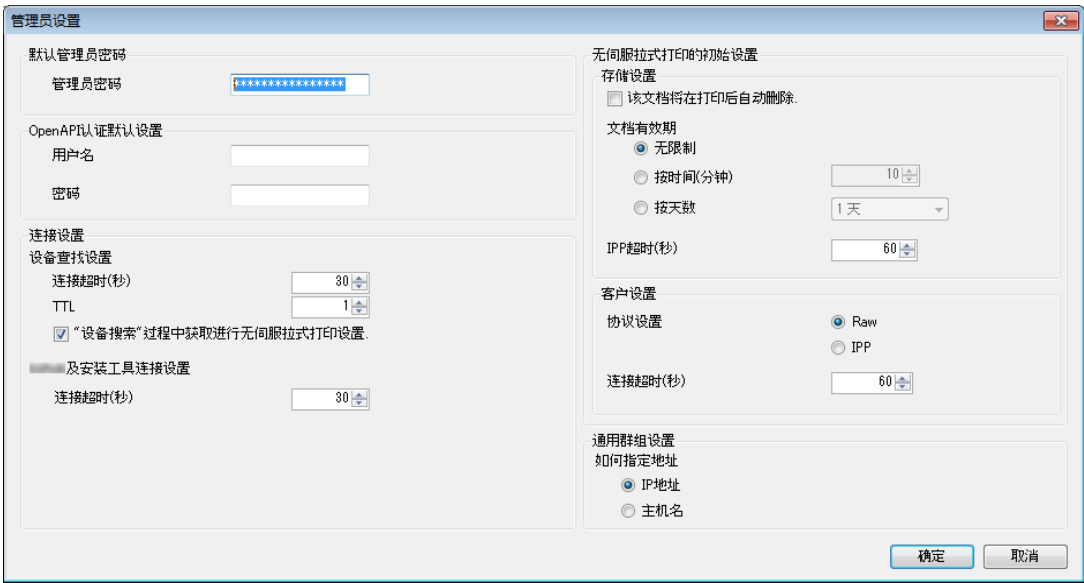 管理员设置
默认管理员密码
管理员密码
****************
OpenAPI认证默认设置
用户名
密码
连接设置
设备查找设置
连接超时(秒) 30
TTL 1
"设备搜索"过程中获取进行无伺服拉式打印设置.
及安装工具连接设置
连接超时(秒) 30
无伺服拉式打印的初始设置
存储设置
该文档将在打印后自动删除.
文档有效期
无限制
按时间(分钟) 10
按天数 1 天
IPP超时(秒) 60
客户设置
协议设置 Raw
IPP
连接超时(秒) 60
通用群组设置
如何指定地址
IP地址
主机名
确定 取消